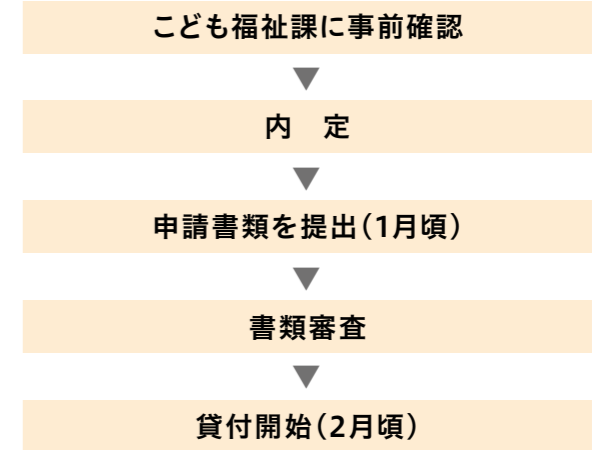 こども福祉課に事前確認
内　定
申請書類を提出（1月頃）
書類審査
貸付開始（2月頃）